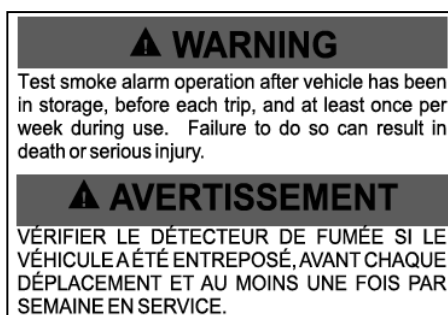 ⚠ WARNING
Test smoke alarm operation after vehicle has been
in storage, before each trip, and at least once per
week during use. Failure to do so can result in
death or serious injury.
⚠ AVERTISSEMENT
VÉRIFIER LE DÉTECTEUR DE FUMÉE SI LE
VÉHICULE A ÉTÉ ENTREPOSÉ, AVANT CHAQUE
DÉPLACEMENT ET AU MOINS UNE FOIS PAR
SEMAINE EN SERVICE.